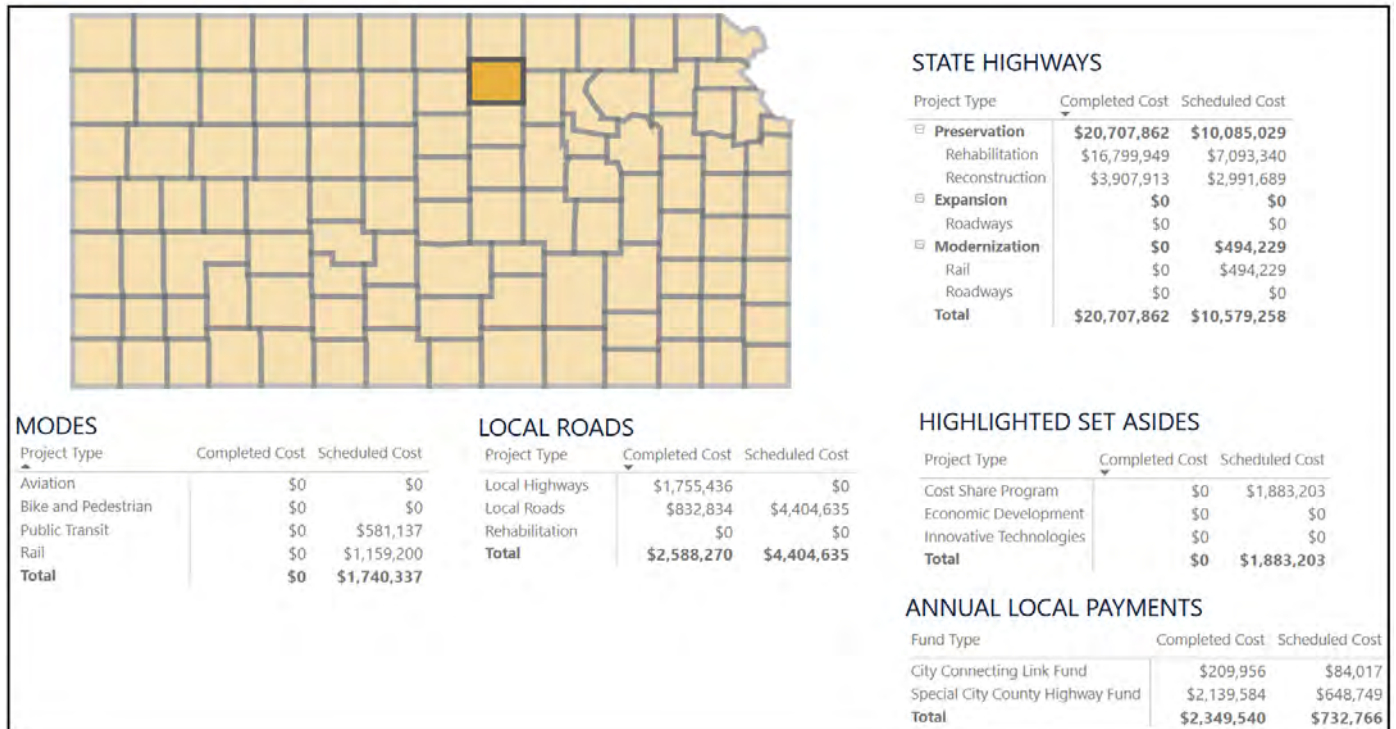 STATE HIGHWAYS
Project Type Completed Cost Scheduled Cost
Preservation $20,707,862 $10,085,029
Rehabilitation $16,799,949 $7,093,340
Reconstruction $3,907,913 $2,991,689
Expansion $0 $0
Roadways $0 $0
Modernization $0 $494,229
Rail $0 $494,229
Roadways $0 $0
Total $20,707,862 $10,579,258
MODES
Project Type Completed Cost Scheduled Cost
Aviation $0 $0
Bike and Pedestrian $0 $0
Public Transit $0 $581,137
Rail $0 $1,159,200
Total $0 $1,740,337
LOCAL ROADS
Project Type Completed Cost Scheduled Cost
Local Highways $1,755,436 $0
Local Roads $832,834 $4,404,635
Rehabilitation $0 $0
Total $2,588,270 $4,404,635
HIGHLIGHTED SET ASIDES
Project Type Completed Cost Scheduled Cost
Cost Share Program $0 $1,883,203
Economic Development $0 $0
Innovative Technologies $0 $0
Total $0 $1,883,203
ANNUAL LOCAL PAYMENTS
Fund Type Completed Cost Scheduled Cost
City Connecting Link Fund $209,956 $84,017
Special City County Highway Fund $2,139,584 $648,749
Total $2,349,540 $732,766